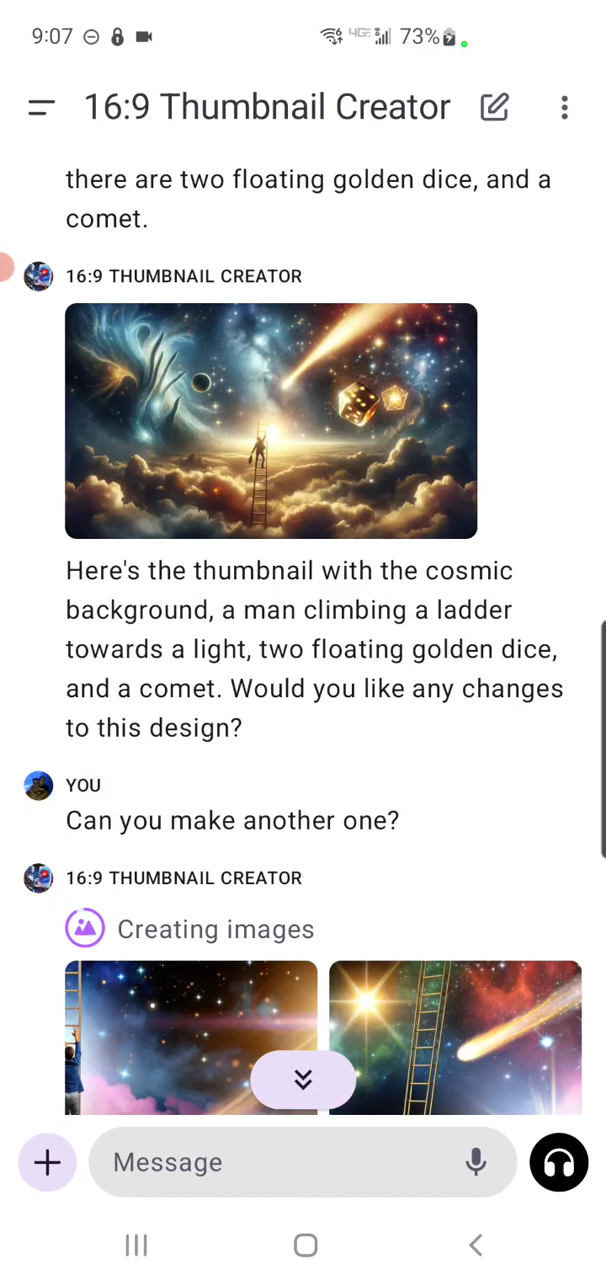 9:07 4GE 73%
16:9 Thumbnail Creator
there are two floating golden dice, and a
comet.
16:9 THUMBNAIL CREATOR
Here's the thumbnail with the cosmic
background, a man climbing a ladder
towards a light, two floating golden dice,
and a comet. Would you like any changes
to this design?
YOU
Can you make another one?
16:9 THUMBNAIL CREATOR
Creating images
Message